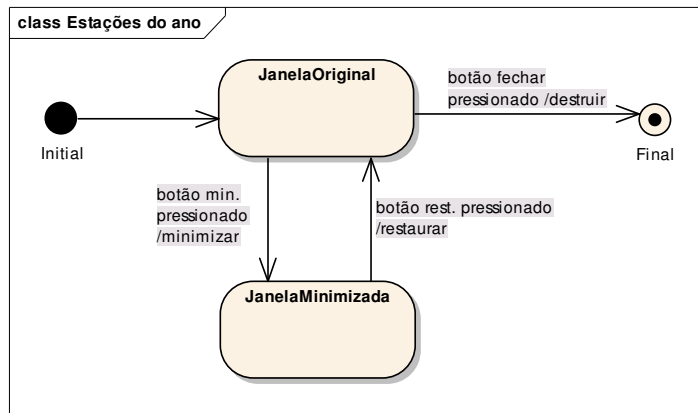 class Estações do ano
JanelaOriginal
botão fechar
pressionado /destruir
Initial
Final
botão min.
pressionado
/minimizar
botão rest. pressionado
/restaurar
JanelaMinimizada